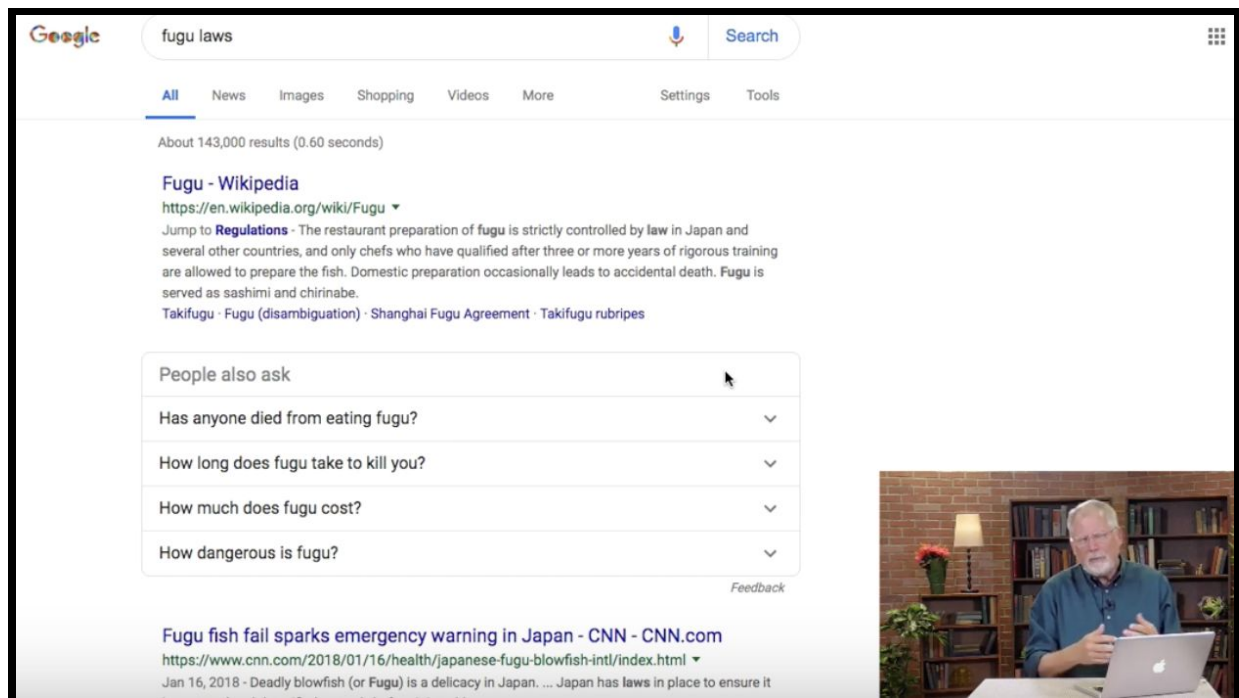 Google
fugu laws
Search
All News Images Shopping Videos More Settings Tools
About 143,000 results (0.60 seconds)
Fugu - Wikipedia
https://en.wikipedia.org/wiki/Fugu
Jump to Regulations - The restaurant preparation of fugu is strictly controlled by law in Japan and
several other countries, and only chefs who have qualified after three or more years of rigorous training
are allowed to prepare the fish. Domestic preparation occasionally leads to accidental death. Fugu is
served as sashimi and chirinabe.
Takifugu · Fugu (disambiguation) · Shanghai Fugu Agreement · Takifugu rubripes
People also ask
Has anyone died from eating fugu?
How long does fugu take to kill you?
How much does fugu cost?
How dangerous is fugu?
Feedback
Fugu fish fail sparks emergency warning in Japan - CNN - CNN.com
https://www.cnn.com/2018/01/16/health/japanese-fugu-blowfish-intl/index.html
Jan 16, 2018 - Deadly blowfish (or Fugu) is a delicacy in Japan. ... Japan has laws in place to ensure it